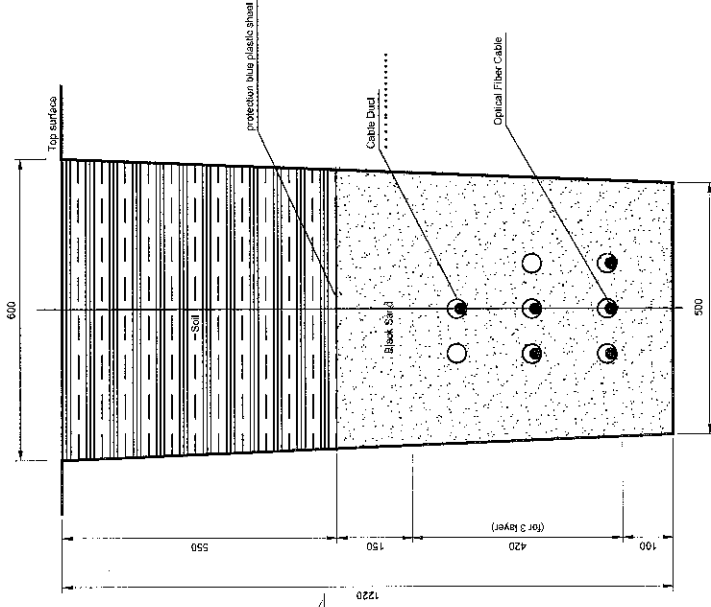 600
Top surface
protection blue plastic sheat
Cable Duct
Optical Fiber Cable
Soil
Black Sand
500
550
150
(for 3 layer)
420
100
1220